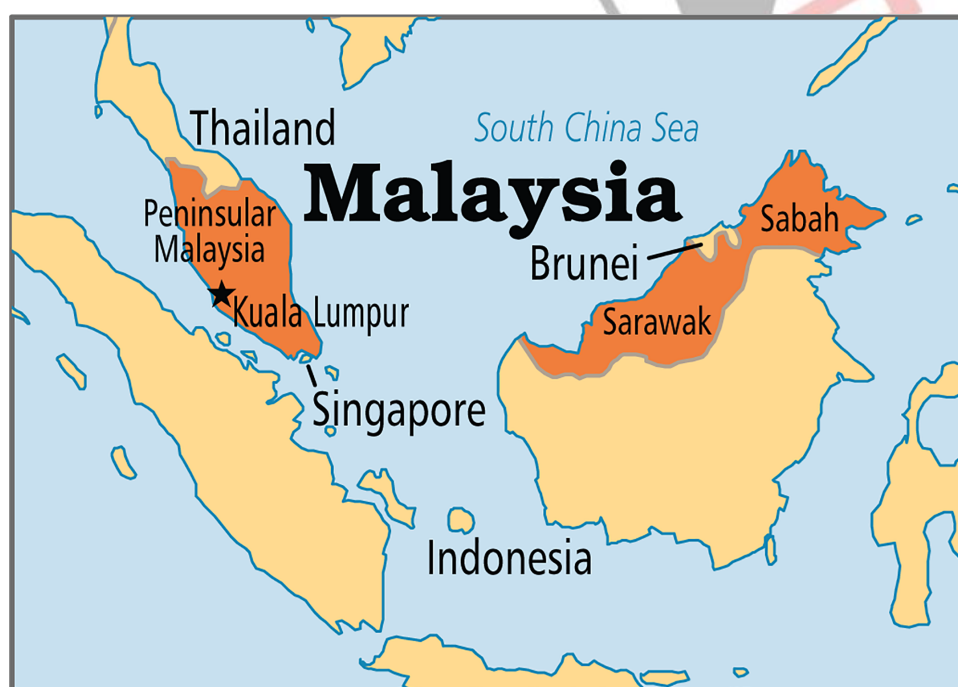 Thailand
South China Sea
Malaysia
Peninsular
Malaysia
Sabah
Brunei
Kuala Lumpur
Sarawak
Singapore
Indonesia